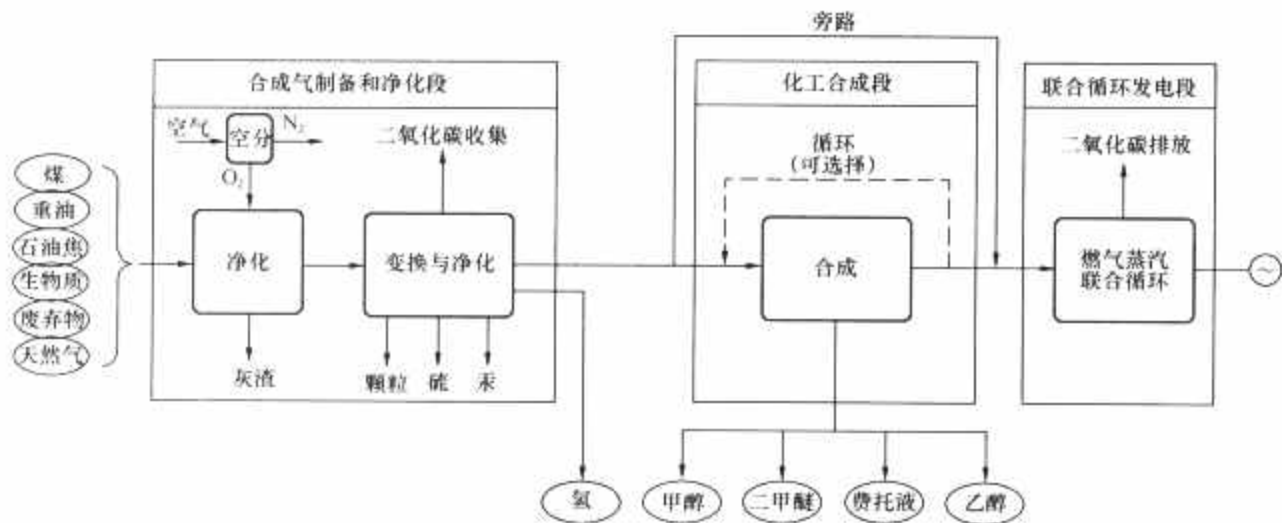 旁路
合成气制备和净化段
化工合成段
联合循环发电段
空气
空分
N₂
二氧化碳收集
循环
(可选择)
二氧化碳排放
O₂
煤
重油
石油焦
生物质
废弃物
天然气
净化
变换与净化
合成
燃气蒸汽
联合循环
~
灰渣
颗粒
硫
汞
氢
甲醇
二甲醚
费托液
乙醇